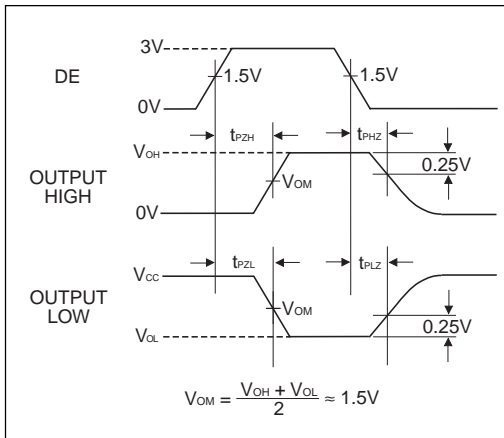 3V
DE
1.5V
1.5V
0V
tPZH
tPHZ
VOH
0.25V
OUTPUT
HIGH
VOM
0V
tPZL
tPLZ
VCC
OUTPUT
LOW
VOM
0.25V
VOL
VOM = VOH + VOL / 2 ≈ 1.5V